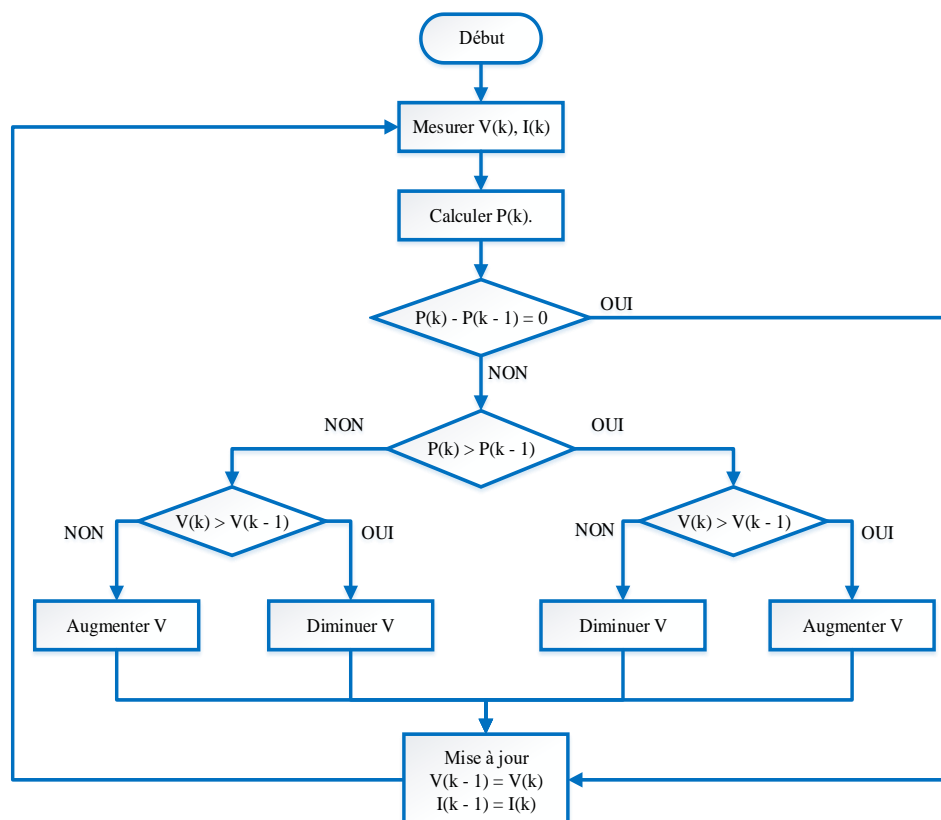 Début
Mesurer V(k), I(k)
Calculer P(k).
P(k) - P(k - 1) = 0
OUI
NON
P(k) > P(k - 1)
NON
OUI
V(k) > V(k - 1)
NON
OUI
V(k) > V(k - 1)
NON
OUI
Augmenter V
Diminuer V
Diminuer V
Augmenter V
Mise à jour
V(k - 1) = V(k)
I(k - 1) = I(k)